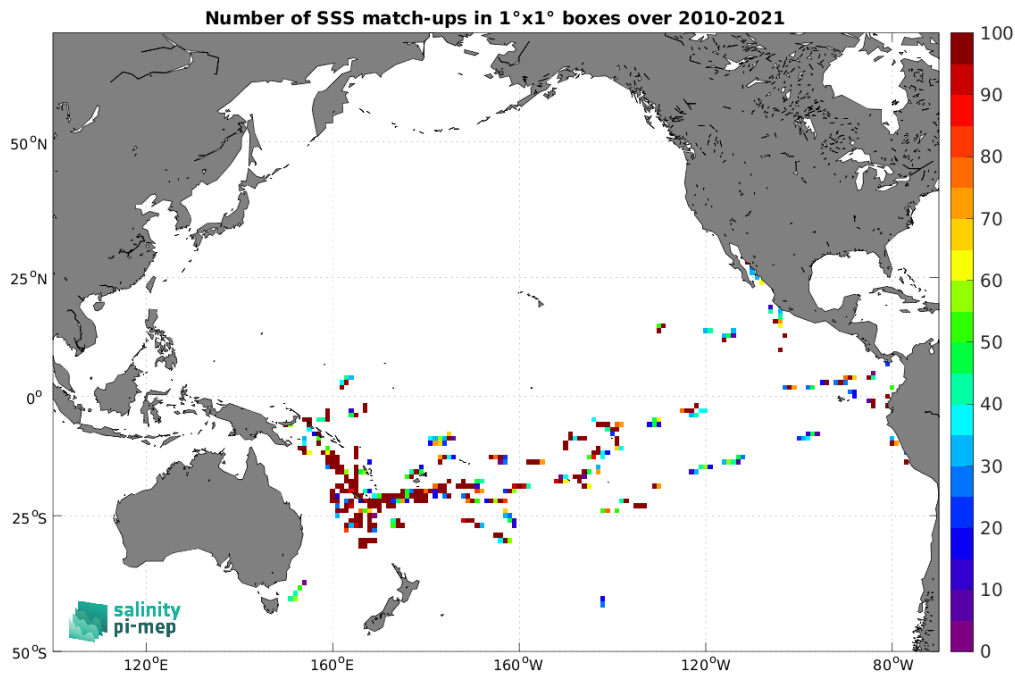 Number of SSS match-ups in 1°x1° boxes over 2010-2021
50°N
25°N
0°
25°S
50°S
120°E
160°E
160°W
120°W
80°W
100
90
80
70
60
50
40
30
20
10
0
salinity
pi-mep